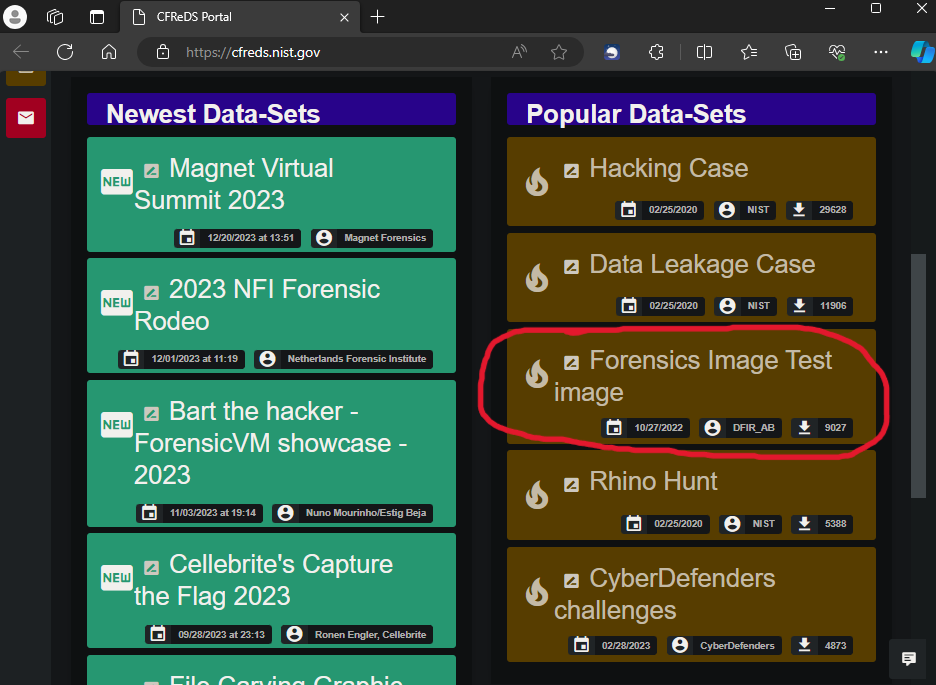 CFReDS Portal
https://cfreds.nist.gov
Newest Data-Sets
NEW
Magnet Virtual
Summit 2023
12/20/2023 at 13:51
Magnet Forensics
NEW
2023 NFI Forensic
Rodeo
12/01/2023 at 11:19
Netherlands Forensic Institute
NEW
Bart the hacker -
ForensicVM showcase -
2023
11/03/2023 at 19:14
Nuno Mourinho/Estig Beja
NEW
Cellebrite's Capture
the Flag 2023
09/28/2023 at 23:13
Ronen Engler, Cellebrite
File Carving Graphic
Popular Data-Sets
Hacking Case
02/25/2020
NIST
29628
Data Leakage Case
02/25/2020
NIST
11906
Forensics Image Test
image
10/27/2022
DFIR_AB
9027
Rhino Hunt
02/25/2020
NIST
5388
CyberDefenders
challenges
02/28/2023
CyberDefenders
4873